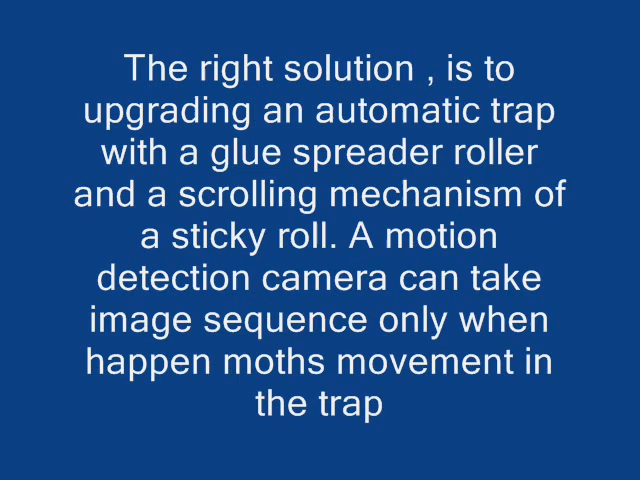 The right solution , is to
upgrading an automatic trap
with a glue spreader roller
and a scrolling mechanism of
a sticky roll. A motion
detection camera can take
image sequence only when
happen moths movement in
the trap